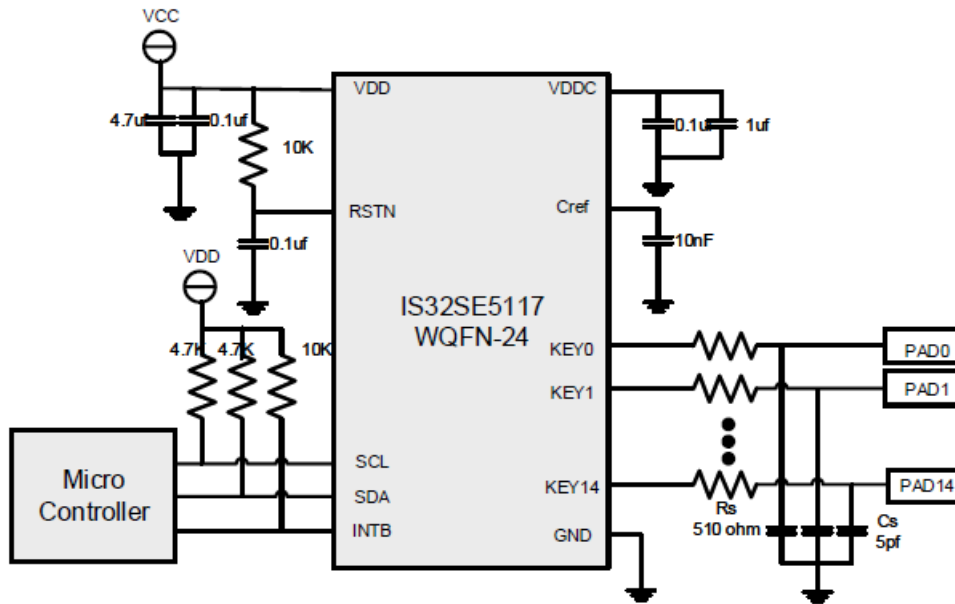 VCC
VDD
VDDC
4.7uf
0.1uf
10K
0.1uf
1uf
RSTN
Cref
0.1uf
10nF
VDD
IS32SE5117
WQFN-24
4.7K
4.7K
10K
KEY0
PAD0
KEY1
PAD1
Micro
Controller
SCL
SDA
INTB
KEY14
PAD14
Rs
510 ohm
GND
Cs
5pf